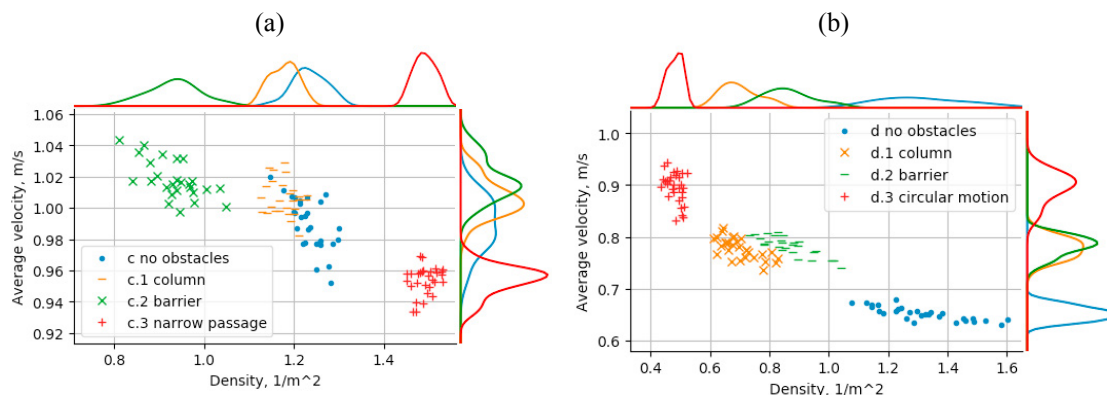 (a)
(b)
1.06
1.04
1.02
1.00
0.98
0.96
0.94
0.92
Average velocity, m/s
c no obstacles
c.1 column
c.2 barrier
c.3 narrow passage
0.8 1.0 1.2 1.4
Density, 1/m^2
1.0
0.9
0.8
0.7
0.6
Average velocity, m/s
d no obstacles
d.1 column
d.2 barrier
d.3 circular motion
0.4 0.6 0.8 1.0 1.2 1.4 1.6
Density, 1/m^2